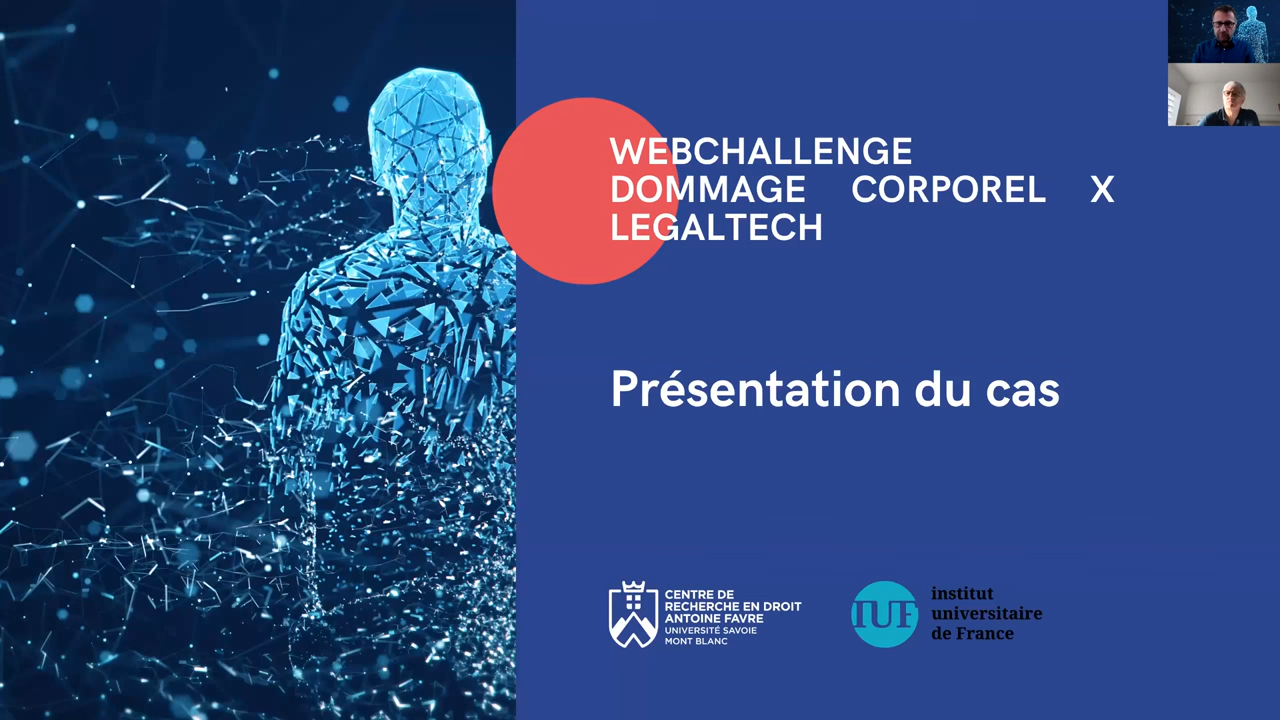 WEBCHALLENGE
DOMMAGE CORPOREL X
LEGALTECH
Présentation du cas
CENTRE DE
RECHERCHE EN DROIT
ANTOINE FAVRE
UNIVERSITÉ SAVOIE
MONT BLANC
IUF
institut
universitaire
de France